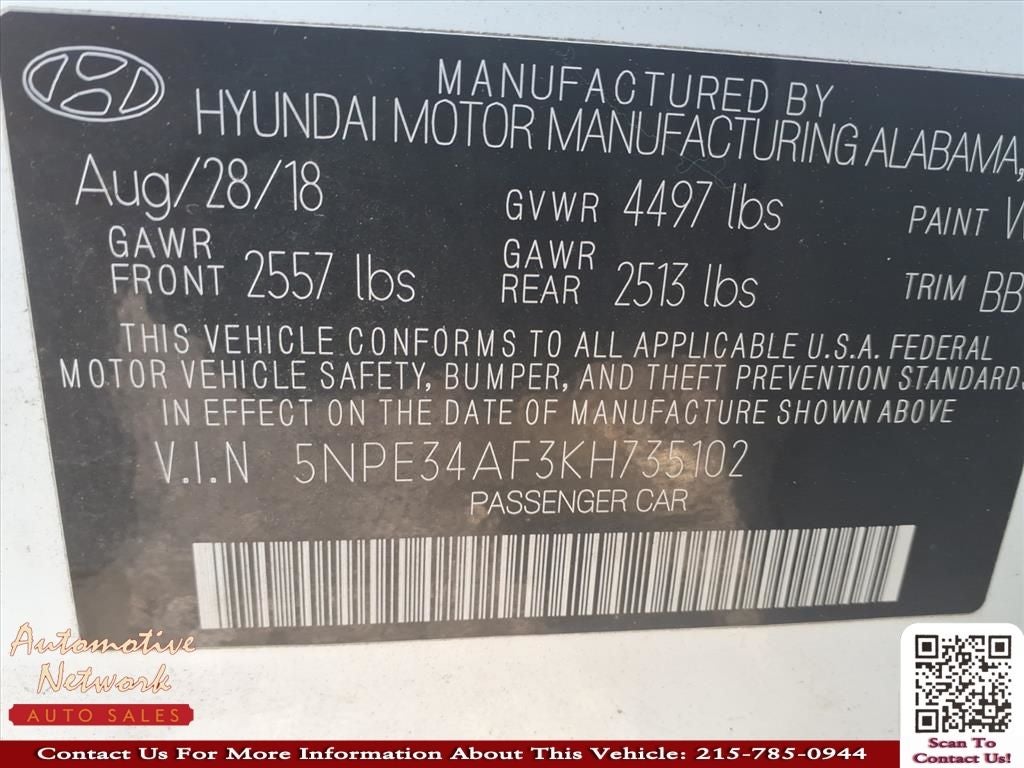 MANUFACTURED BY
HYUNDAI MOTOR MANUFACTURING ALABAMA,
Aug/28/18 GVWR 4497 lbs PAINT
GAWR FRONT 2557 lbs GAWR REAR 2513 lbs TRIM BB
THIS VEHICLE CONFORMS TO ALL APPLICABLE U.S.A. FEDERAL
MOTOR VEHICLE SAFETY, BUMPER, AND THEFT PREVENTION STANDARDS
IN EFFECT ON THE DATE OF MANUFACTURE SHOWN ABOVE
V.I.N 5NPE34AF3KH735102
PASSENGER CAR
Automotive
Network
AUTO SALES
Contact Us For More Information About This Vehicle: 215-785-0944
Scan To
Contact Us!